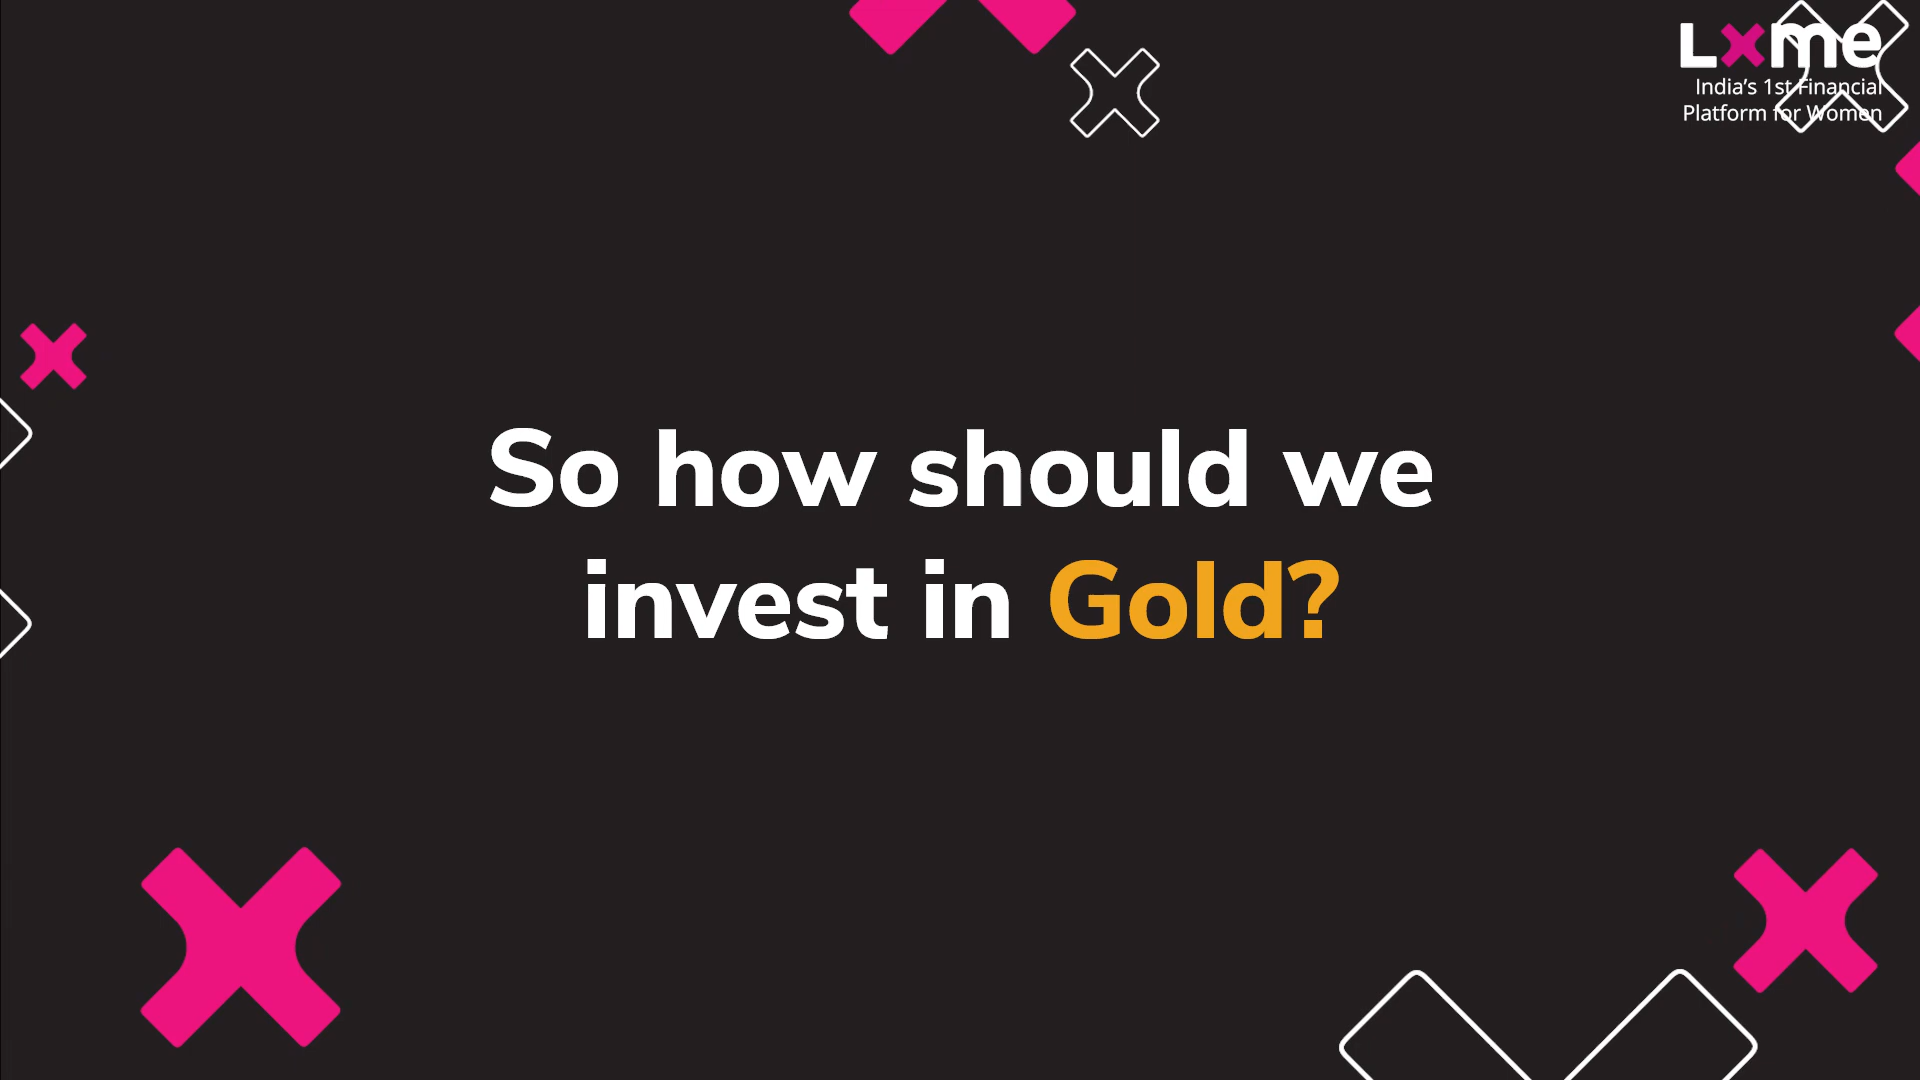 Lxme
India’s 1st Financial
Platform for Women
So how should we
invest in Gold?